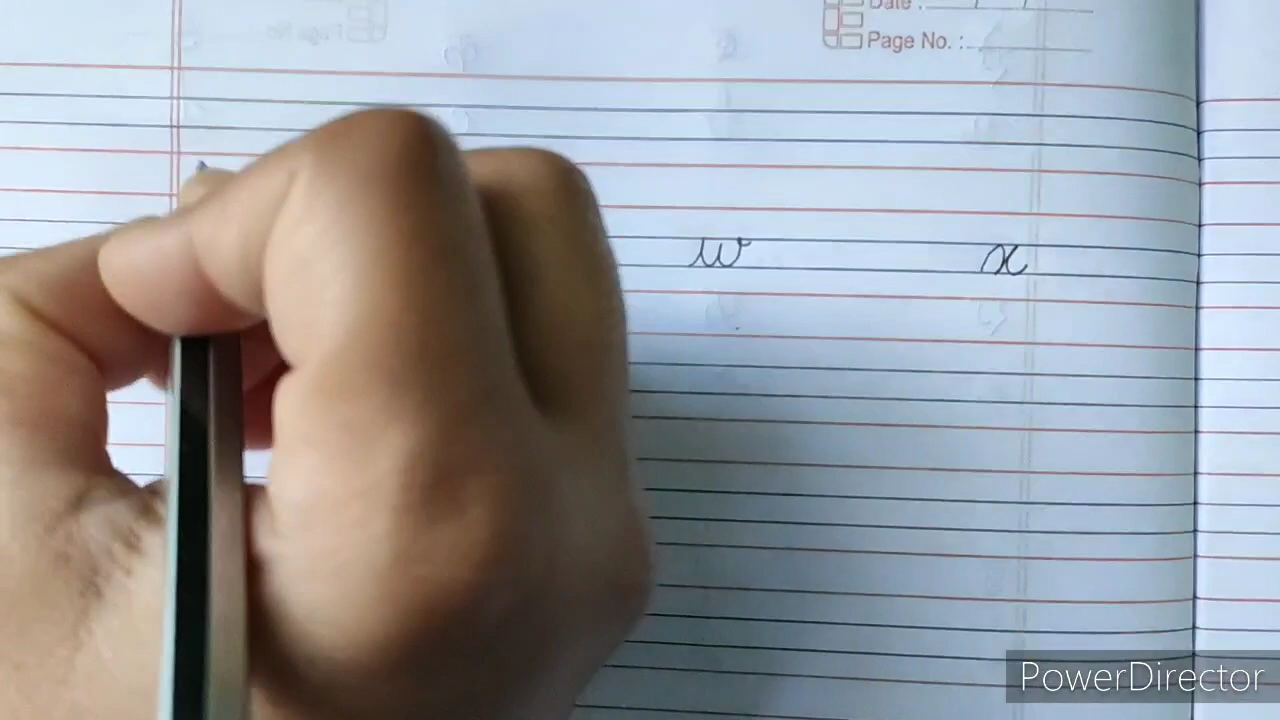 Date :
Page No. :
w x
PowerDirector